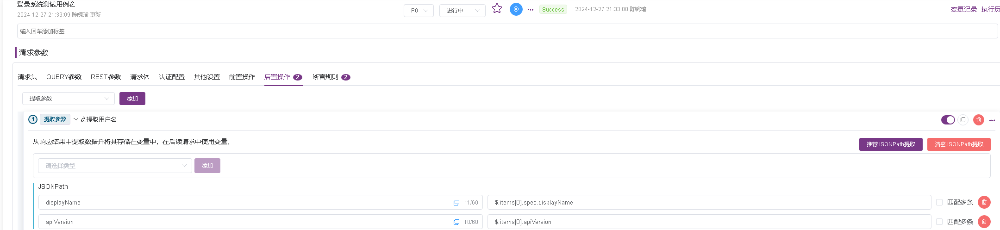 登录系统测试用例
2024-12-27 21:33:09 陈婉瑜 更新
P0
进行中
Success
2024-12-27 21:33:08 陈婉瑜
变更记录 执行历
输入回车添加标签
请求参数
请求头 QUERY参数 REST参数 请求体 认证配置 其他设置 前置操作 后置操作 2 断言规则 2
提取参数 添加
1 提取参数 提取用户名
从响应结果中提取数据并将其存储在变量中，在后续请求中使用变量。
推荐JSONPath提取 清空JSONPath提取
请选择类型 添加
JSONPath
displayName 11/60 $.items[0].spec.displayName 匹配多条
apiVersion 10/60 $.items[0].apiVersion 匹配多条